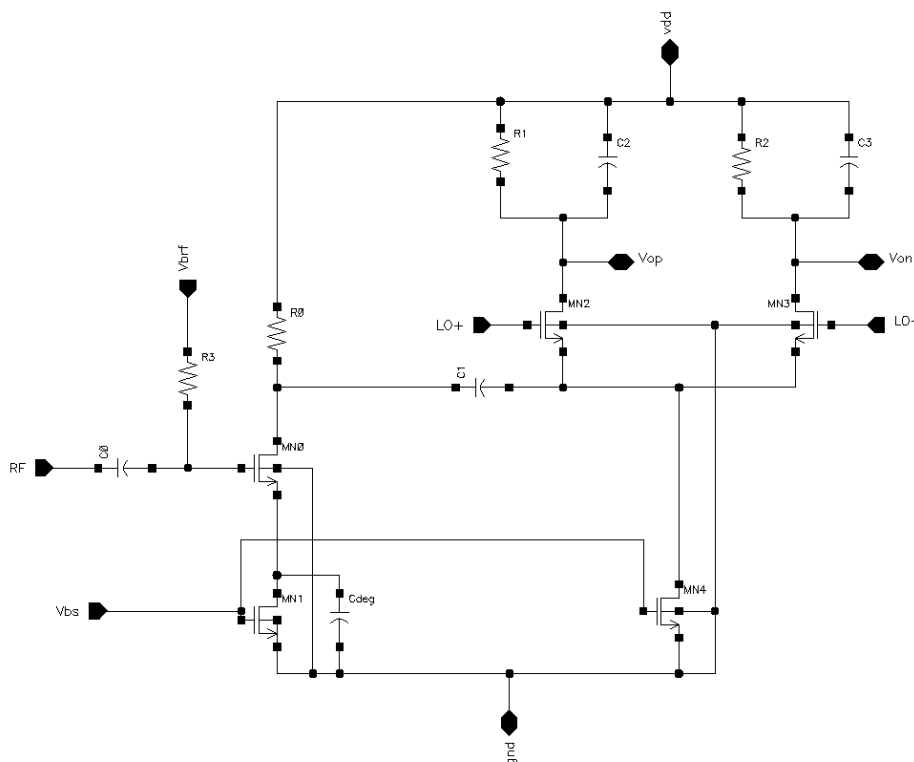 vdd
R1
C2
R2
C3
Vbrf
Vop
Von
MN2
MN3
R0
LO+
LO-
R3
C1
C0
MN0
RF
Cdeg
MN4
MN1
Vbs
gnd